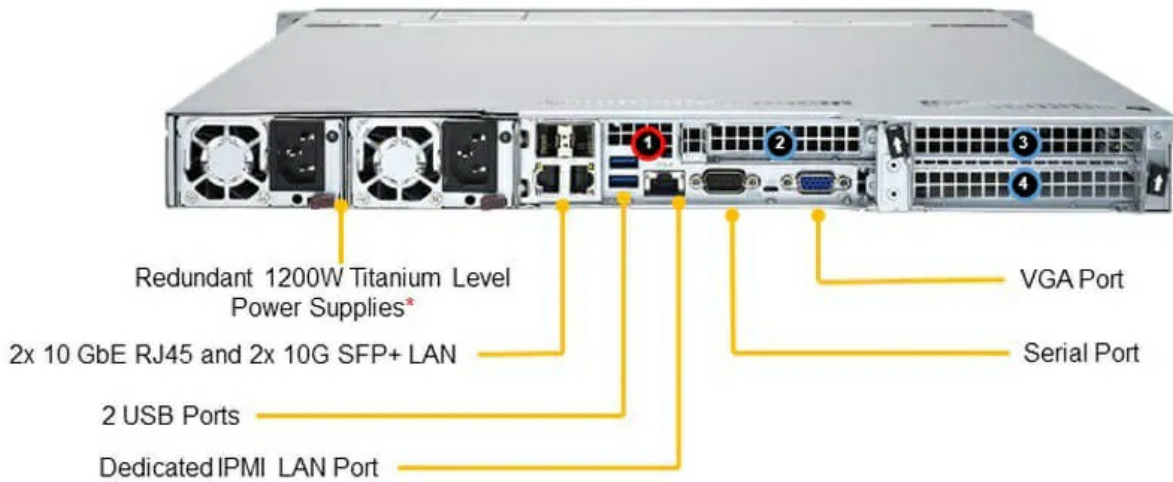 1
2
3
4
Redundant 1200W Titanium Level
Power Supplies*
VGA Port
2x 10 GbE RJ45 and 2x 10G SFP+ LAN
Serial Port
2 USB Ports
Dedicated IPMI LAN Port